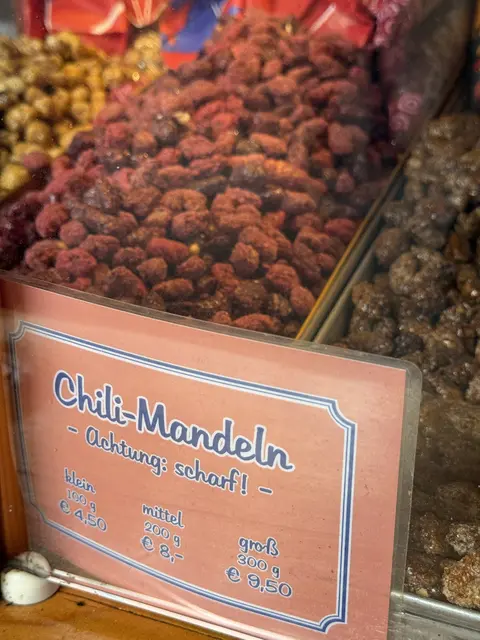 Chili-Mandeln
- Achtung: scharf! -
klein
100 g
€ 4,50
mittel
200 g
€ 8,-
groß
300 g
€ 9,50